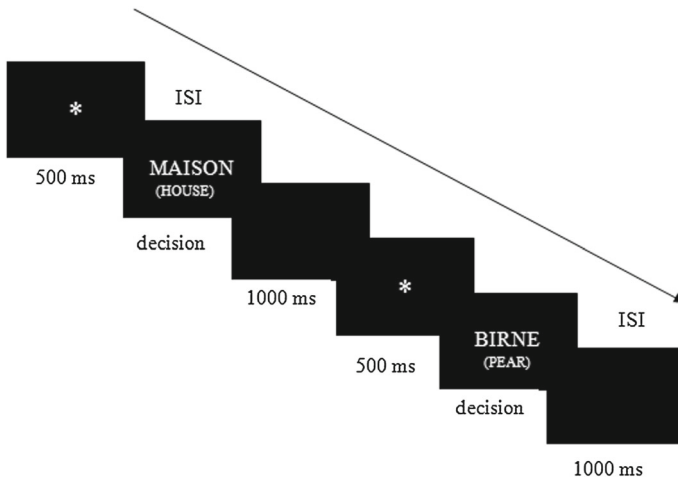 *
500 ms
ISI
MAISON
(HOUSE)
decision
1000 ms
*
500 ms
BIRNE
(PEAR)
decision
ISI
1000 ms